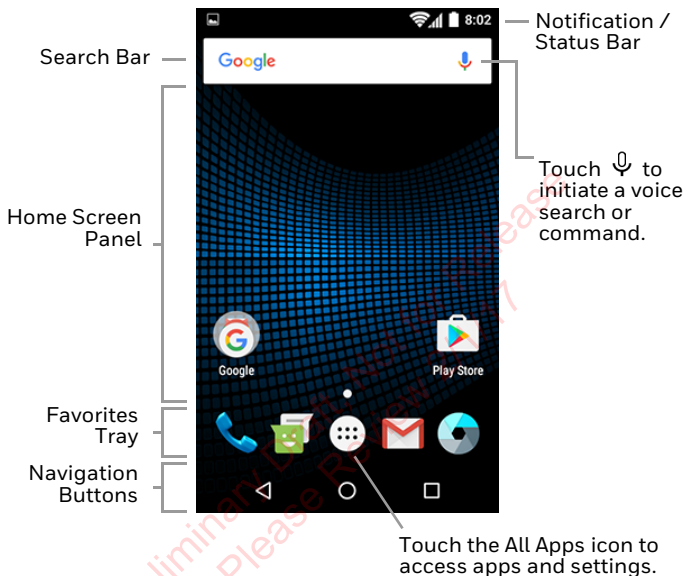 8:02
Notification /
Status Bar
Search Bar
Google
Touch to
initiate a voice
search or
command.
Home Screen
Panel
Google
Play Store
Favorites
Tray
Navigation
Buttons
Touch the All Apps icon to
access apps and settings.